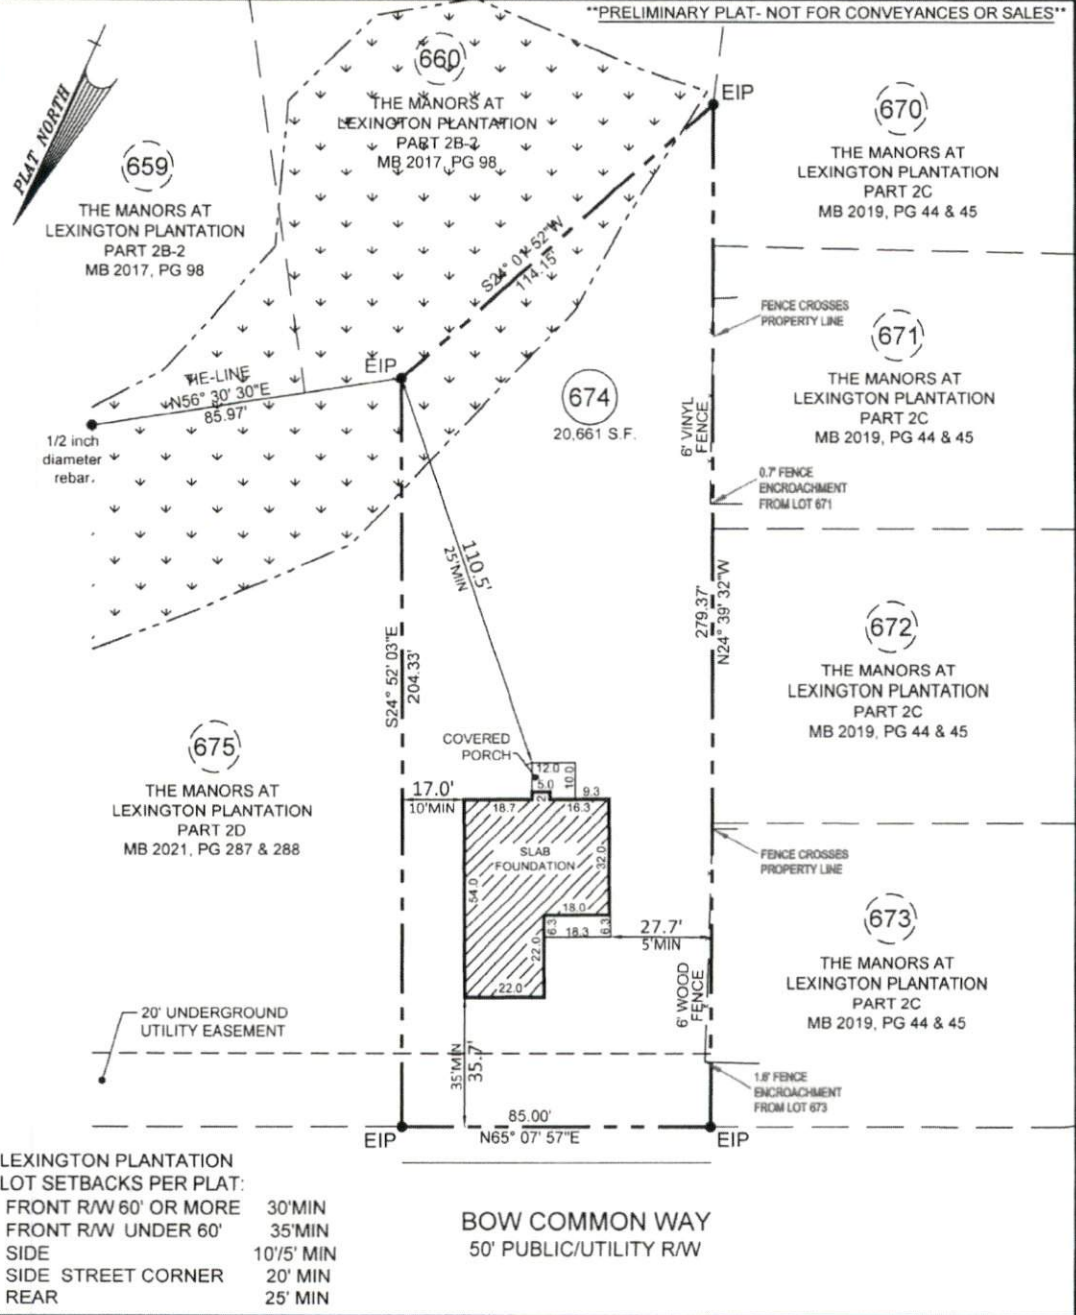 **PRELIMINARY PLAT- NOT FOR CONVEYANCES OR SALES**
PLAT NORTH
660
THE MANORS AT
LEXINGTON PLANTATION
PART 2B-2
MB 2017, PG 98
659
THE MANORS AT
LEXINGTON PLANTATION
PART 2B-2
MB 2017, PG 98
EIP
670
THE MANORS AT
LEXINGTON PLANTATION
PART 2C
MB 2019, PG 44 & 45
S24° 01' 52"W
114.15'
FENCE CROSSES
PROPERTY LINE
671
THE MANORS AT
LEXINGTON PLANTATION
PART 2C
MB 2019, PG 44 & 45
EIP
TIE-LINE
N56° 30' 30"E
85.97'
1/2 inch
diameter
rebar.
674
20,661 S.F.
6' VINYL
FENCE
0.7' FENCE
ENCROACHMENT
FROM LOT 671
110.5'
25'MIN
279.37'
N24° 39' 32"W
672
THE MANORS AT
LEXINGTON PLANTATION
PART 2C
MB 2019, PG 44 & 45
S24° 52' 03"E
204.33'
675
THE MANORS AT
LEXINGTON PLANTATION
PART 2D
MB 2021, PG 287 & 288
COVERED
PORCH
12.0
5.0
10.0
2
17.0'
10'MIN
18.7
16.3
9.3
SLAB
FOUNDATION
54.0
32.0
18.0
6.3
18.3
6.3
22.0
22.0
27.7'
5'MIN
FENCE CROSSES
PROPERTY LINE
673
THE MANORS AT
LEXINGTON PLANTATION
PART 2C
MB 2019, PG 44 & 45
6' WOOD
FENCE
20' UNDERGROUND
UTILITY EASEMENT
35'MIN
35.7'
1.6' FENCE
ENCROACHMENT
FROM LOT 673
EIP
85.00'
N65° 07' 57"E
EIP
LEXINGTON PLANTATION
LOT SETBACKS PER PLAT:
FRONT R/W 60' OR MORE 30'MIN
FRONT R/W UNDER 60' 35'MIN
SIDE 10'/5' MIN
SIDE STREET CORNER 20' MIN
REAR 25' MIN
BOW COMMON WAY
50' PUBLIC/UTILITY R/W